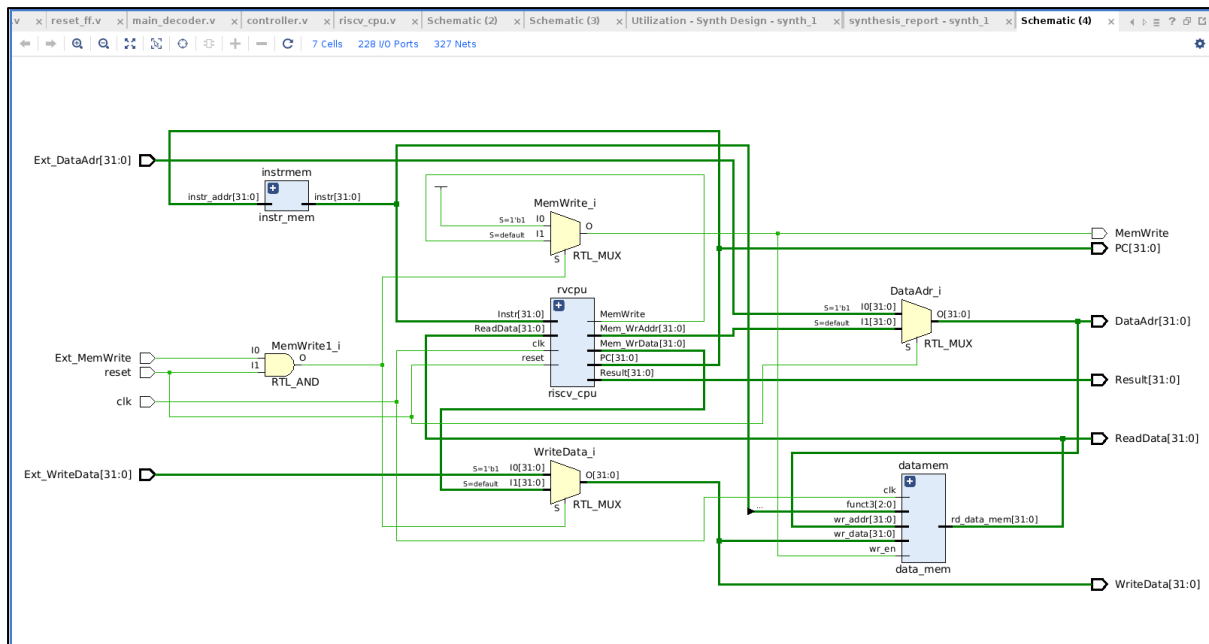 .v reset_ff.v main_decoder.v controller.v riscv_cpu.v Schematic (2) Schematic (3) Utilization - Synth Design - synth_1 synthesis_report - synth_1 Schematic (4)
7 Cells 228 I/O Ports 327 Nets
Ext_DataAdr[31:0]
instrmem
instr_addr[31:0] instr[31:0]
instr_mem
MemWrite_i
S=1'b1 I0 O
S=default I1
S RTL_MUX
MemWrite
PC[31:0]
rvcpu
Instr[31:0] MemWrite
ReadData[31:0] Mem_WrAddr[31:0]
clk Mem_WrData[31:0]
reset PC[31:0]
Result[31:0]
riscv_cpu
DataAdr_i
S=1'b1 I0[31:0] O[31:0]
S=default I1[31:0]
S RTL_MUX
DataAdr[31:0]
Ext_MemWrite
reset
MemWrite1_i
I0 O
I1
RTL_AND
clk
Result[31:0]
ReadData[31:0]
Ext_WriteData[31:0]
WriteData_i
S=1'b1 I0[31:0] O[31:0]
S=default I1[31:0]
S RTL_MUX
datamem
clk
... funct3[2:0]
wr_addr[31:0] rd_data_mem[31:0]
wr_data[31:0]
wr_en
data_mem
WriteData[31:0]